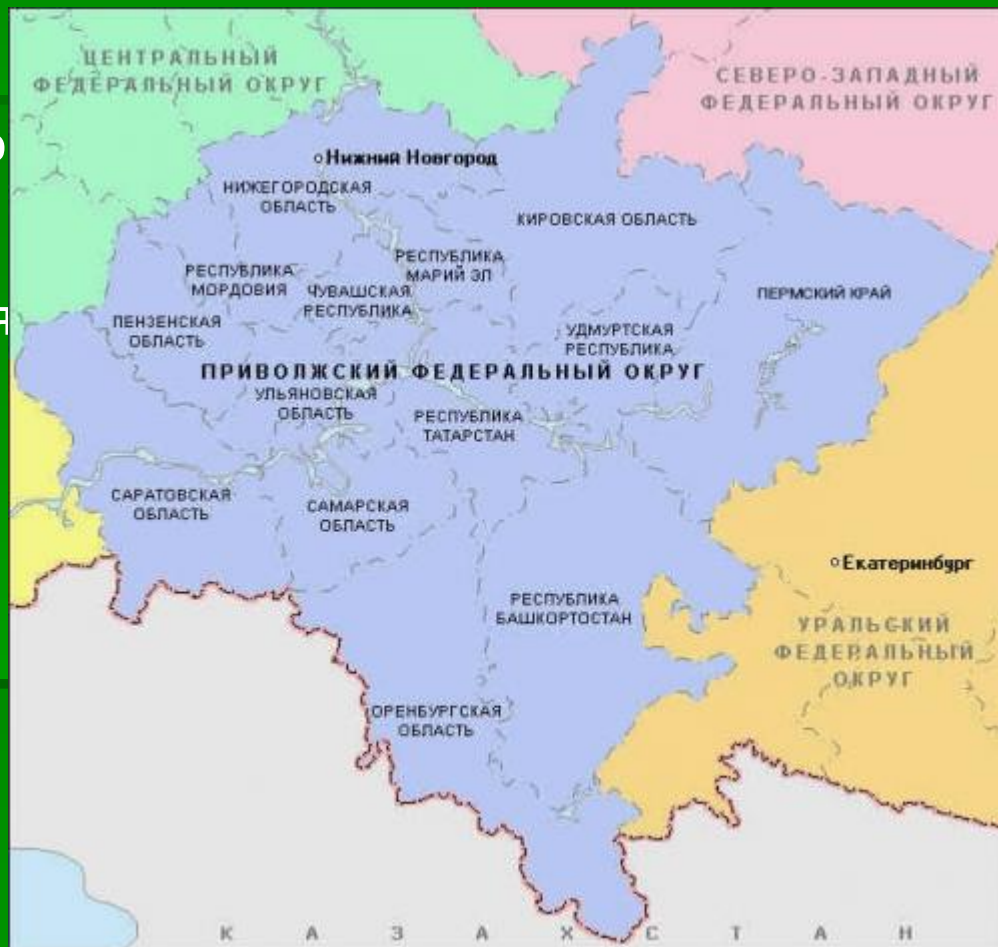 ЦЕНТРАЛЬНЫЙ
ФЕДЕРАЛЬНЫЙ ОКРУГ
СЕВЕРО-ЗАПАДНЫЙ
ФЕДЕРАЛЬНЫЙ ОКРУГ
Нижний Новгород
НИЖЕГОРОДСКАЯ
ОБЛАСТЬ
КИРОВСКАЯ ОБЛАСТЬ
РЕСПУБЛИКА
МАРИЙ ЭЛ
РЕСПУБЛИКА
МОРДОВИЯ
ЧУВАШСКАЯ
РЕСПУБЛИКА
ПЕРМСКИЙ КРАЙ
ПЕНЗЕНСКАЯ
ОБЛАСТЬ
УДМУРТСКАЯ
РЕСПУБЛИКА
ПРИВОЛЖСКИЙ ФЕДЕРАЛЬНЫЙ ОКРУГ
УЛЬЯНОВСКАЯ
ОБЛАСТЬ
РЕСПУБЛИКА
ТАТАРСТАН
САРАТОВСКАЯ
ОБЛАСТЬ
САМАРСКАЯ
ОБЛАСТЬ
Екатеринбург
РЕСПУБЛИКА
БАШКОРТОСТАН
УРАЛЬСКИЙ
ФЕДЕРАЛЬНЫЙ
ОКРУГ
ОРЕНБУРГСКАЯ
ОБЛАСТЬ
КАЗАХСТАН